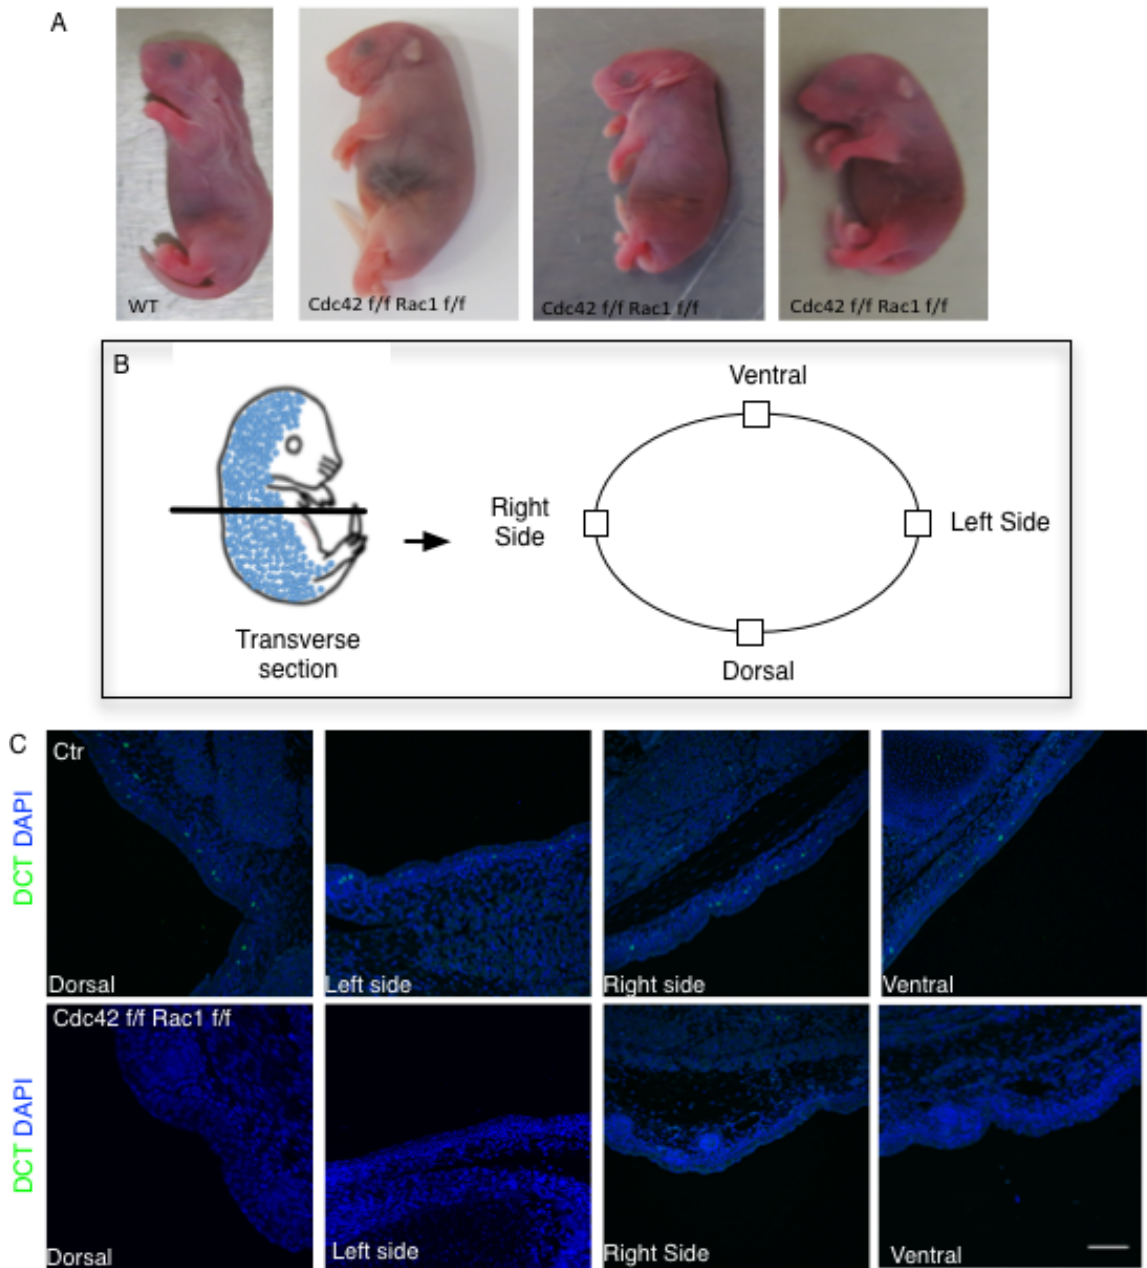 A
WT
Cdc42 f/f Rac1 f/f
Cdc42 f/f Rac1 f/f
Cdc42 f/f Rac1 f/f
B
Transverse
section
Ventral
Right
Side
Left Side
Dorsal
C
DCT DAPI
Ctr
Dorsal
Left side
Right side
Ventral
DCT DAPI
Cdc42 f/f Rac1 f/f
Dorsal
Left side
Right Side
Ventral